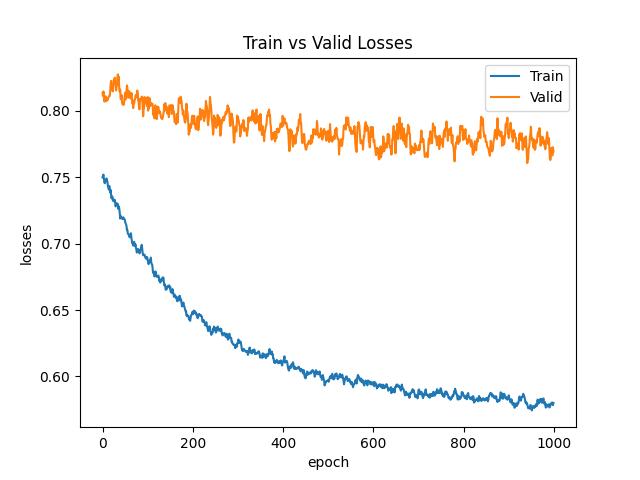 Train vs Valid Losses
Train
Valid
losses
0.80
0.75
0.70
0.65
0.60
0 200 400 600 800 1000
epoch